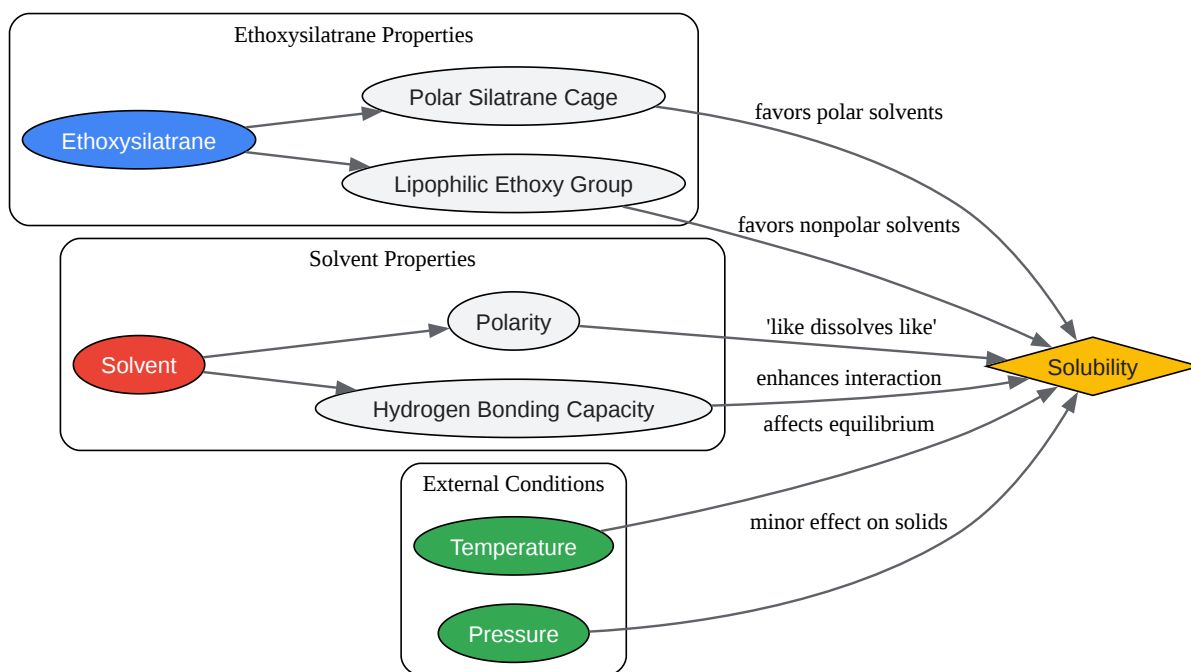 Ethoxysilatrane Properties
Polar Silatrane Cage
favors polar solvents
Ethoxysilatrane
Lipophilic Ethoxy Group
favors nonpolar solvents
Solvent Properties
Polarity
'like dissolves like'
Solvent
Solubility
enhances interaction
Hydrogen Bonding Capacity
affects equilibrium
External Conditions
minor effect on solids
Temperature
Pressure